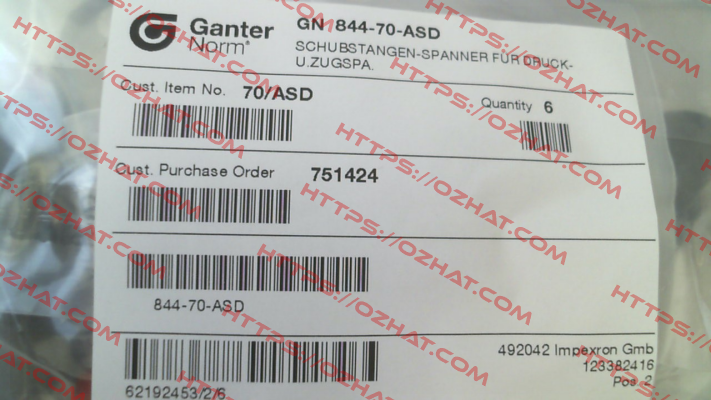 Ganter
Norm®
GN 844-70-ASD
SCHUBSTANGEN-SPANNER FÜR DRUCK-
U.ZUGSPA.
Cust. Item No. 70/ASD
Quantity 6
Cust. Purchase Order 751424
844-70-ASD
492042 Impexron Gmb
123382416
Pos 2
62192453/2/6
HTTPS://OZHAT.COM